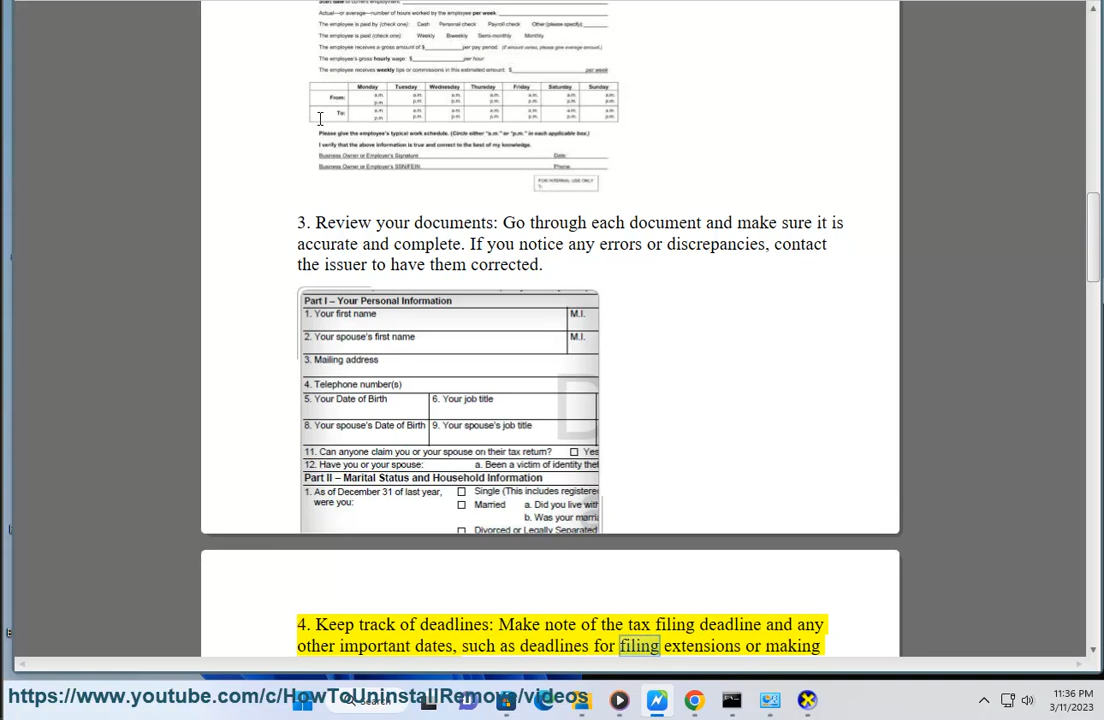 Actual—or average—number of hours worked by the employee per week.
The employee is paid by (check one): Cash Personal check Payroll check Other (please specify):
The employee is paid (check one): Weekly Biweekly Semi-monthly Monthly
The employee receives a gross amount of $ per pay period. (If amount varies, please give average amount.)
The employee's gross hourly wage: $ per hour
The employee receives weekly tips or commissions in this estimated amount: $ per week
Monday Tuesday Wednesday Thursday Friday Saturday Sunday
From: a.m. a.m. a.m. a.m. a.m. a.m. a.m.
p.m. p.m. p.m. p.m. p.m. p.m. p.m.
To: a.m. a.m. a.m. a.m. a.m. a.m. a.m.
p.m. p.m. p.m. p.m. p.m. p.m. p.m.
Please give the employee's typical work schedule. (Circle either "a.m." or "p.m." in each applicable box.)
I verify that the above information is true and correct to the best of my knowledge.
Business Owner or Employer's Signature Date:
Business Owner or Employer's SSN/FEIN: Phone:
FOR INTERNAL USE ONLY
3. Review your documents: Go through each document and make sure it is
accurate and complete. If you notice any errors or discrepancies, contact
the issuer to have them corrected.
Part I – Your Personal Information
1. Your first name M.I.
2. Your spouse's first name M.I.
3. Mailing address
4. Telephone number(s)
5. Your Date of Birth 6. Your job title
8. Your spouse's Date of Birth 9. Your spouse's job title
11. Can anyone claim you or your spouse on their tax return? Yes
12. Have you or your spouse: a. Been a victim of identity thef
Part II – Marital Status and Household Information
1. As of December 31 of last year, Single (This includes registere
were you: Married a. Did you live with
b. Was your marri
Divorced or Legally Separated
4. Keep track of deadlines: Make note of the tax filing deadline and any
other important dates, such as deadlines for filing extensions or making
https://www.youtube.com/c/HowToUninstallRemove/videos
Search
11:36 PM
3/11/2023